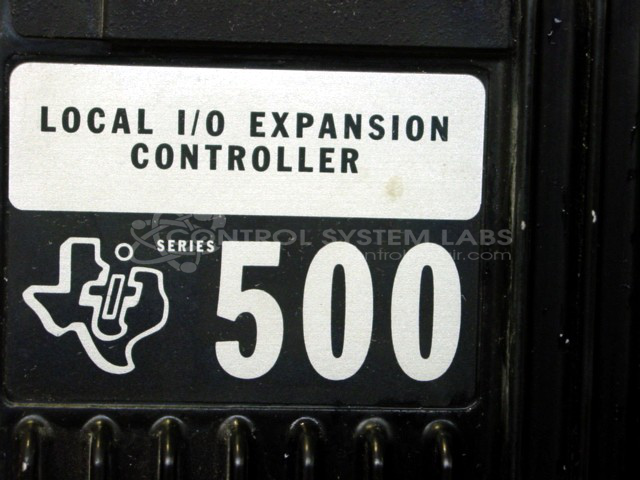 LOCAL I/O EXPANSION
CONTROLLER
CONTROL SYSTEM LABS
SERIES
500